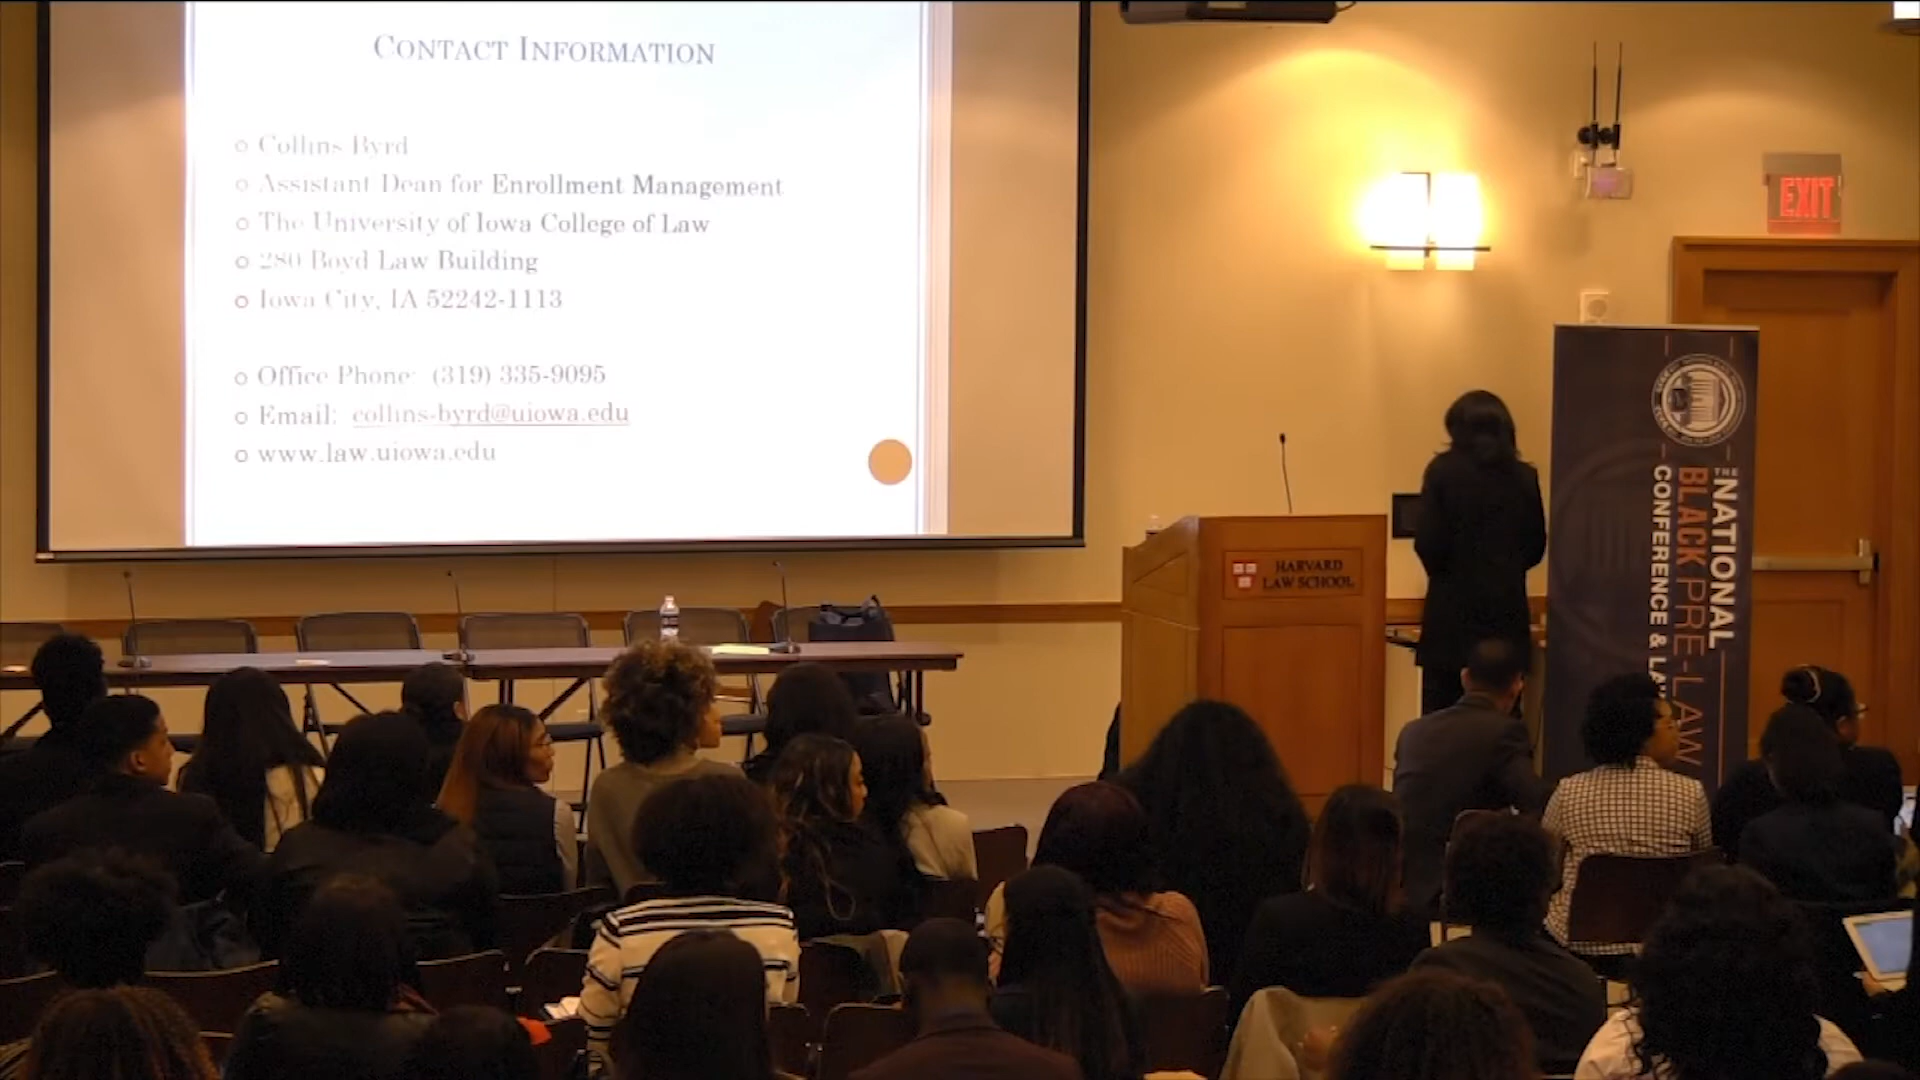 CONTACT INFORMATION
Collins Byrd
Assistant Dean for Enrollment Management
The University of Iowa College of Law
280 Boyd Law Building
Iowa City, IA 52242-1113
Office Phone: (319) 335-9095
Email: collins-byrd@uiowa.edu
www.law.uiowa.edu
EXIT
HARVARD
LAW SCHOOL
THE NATIONAL
BLACK PRE-LAW
CONFERENCE & LAW